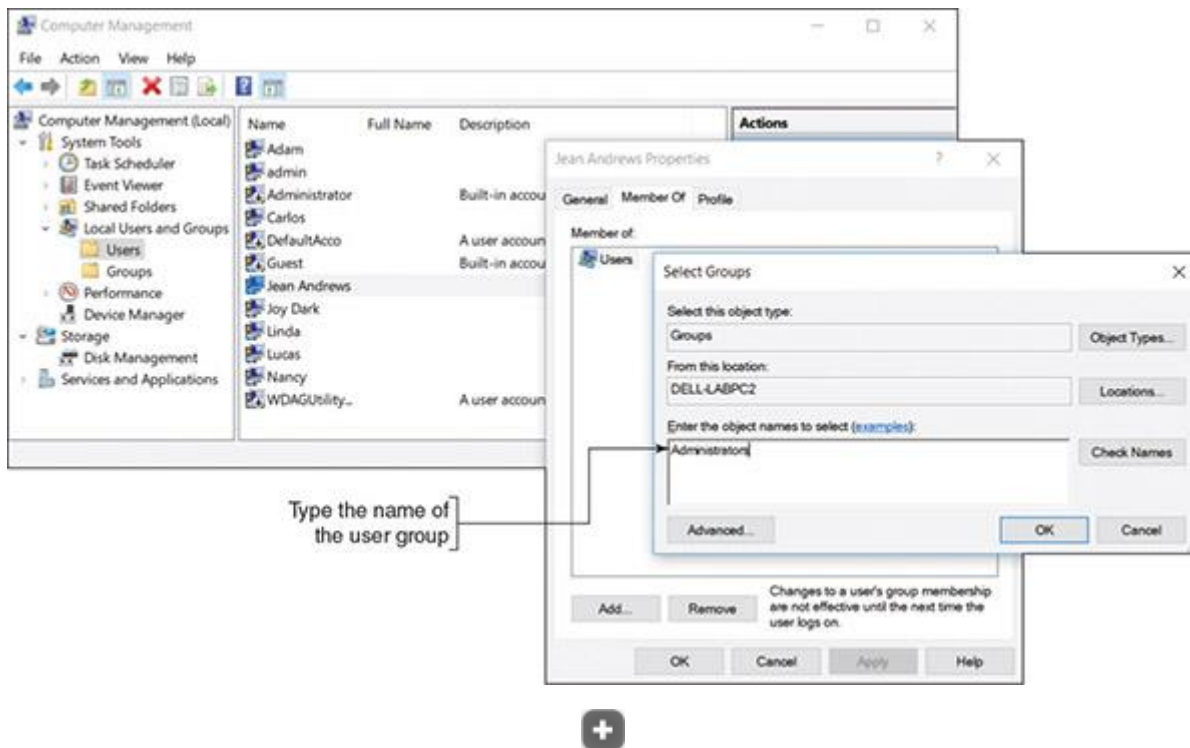 Computer Management
File Action View Help
Computer Management (Local)
System Tools
Task Scheduler
Event Viewer
Shared Folders
Local Users and Groups
Users
Groups
Performance
Device Manager
Storage
Disk Management
Services and Applications
Name Full Name Description
Adam
admin
Administrator Built-in accou
Carlos
DefaultAcco A user accoun
Guest Built-in accou
Jean Andrews
Joy Dark
Linda
Lucas
Nancy
WDAGUtility... A user accoun
Actions
Jean Andrews Properties ?
General Member Of Profile
Member of:
Users
Select Groups
Select this object type:
Groups Object Types...
From this location:
DELL-LABPC2 Locations...
Enter the object names to select (examples):
Administrators Check Names
Advanced... OK Cancel
Type the name of
the user group
Add... Remove
Changes to a user's group membership
are not effective until the next time the
user logs on.
OK Cancel Apply Help